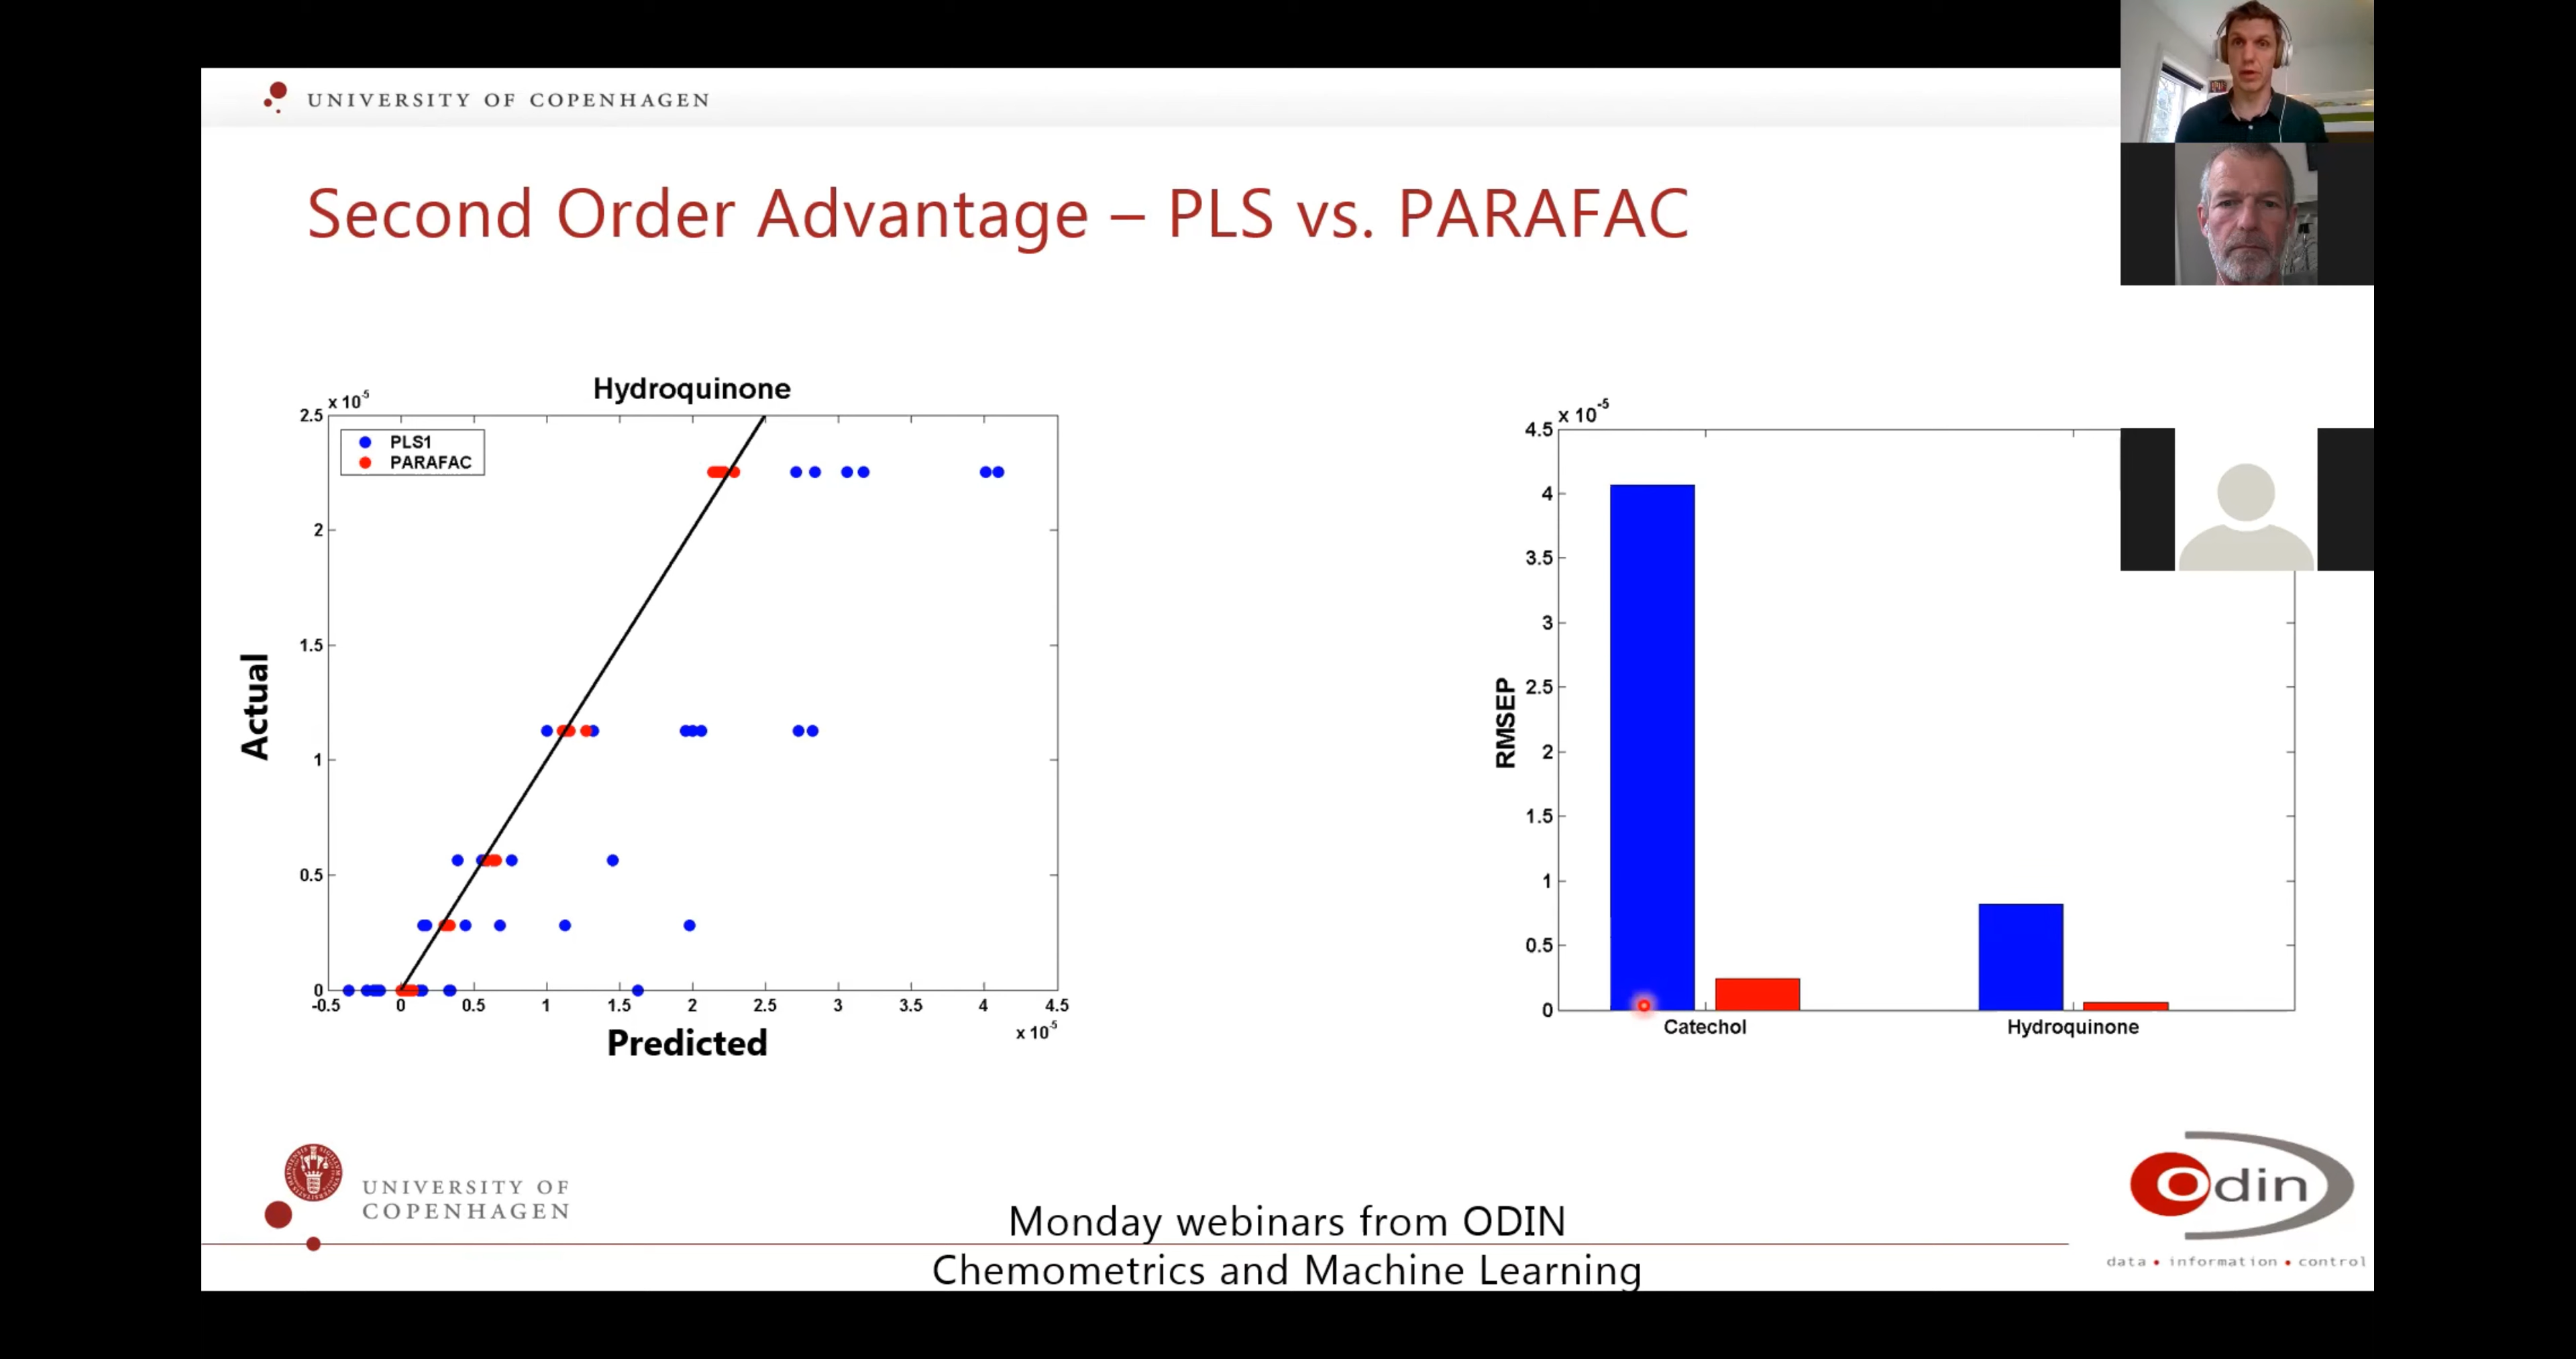 UNIVERSITY OF COPENHAGEN
Second Order Advantage – PLS vs. PARAFAC
Hydroquinone
x 10-5
2.5
2
1.5
1
0.5
0
PLS1
PARAFAC
Actual
-0.5 0 0.5 1 1.5 2 2.5 3 3.5 4 4.5
x 10-5
Predicted
x 10-5
4.5
4
3.5
3
2.5
2
1.5
1
0.5
0
RMSEP
Catechol Hydroquinone
UNIVERSITY OF
COPENHAGEN
Monday webinars from ODIN
Chemometrics and Machine Learning
Odin
data • information • control